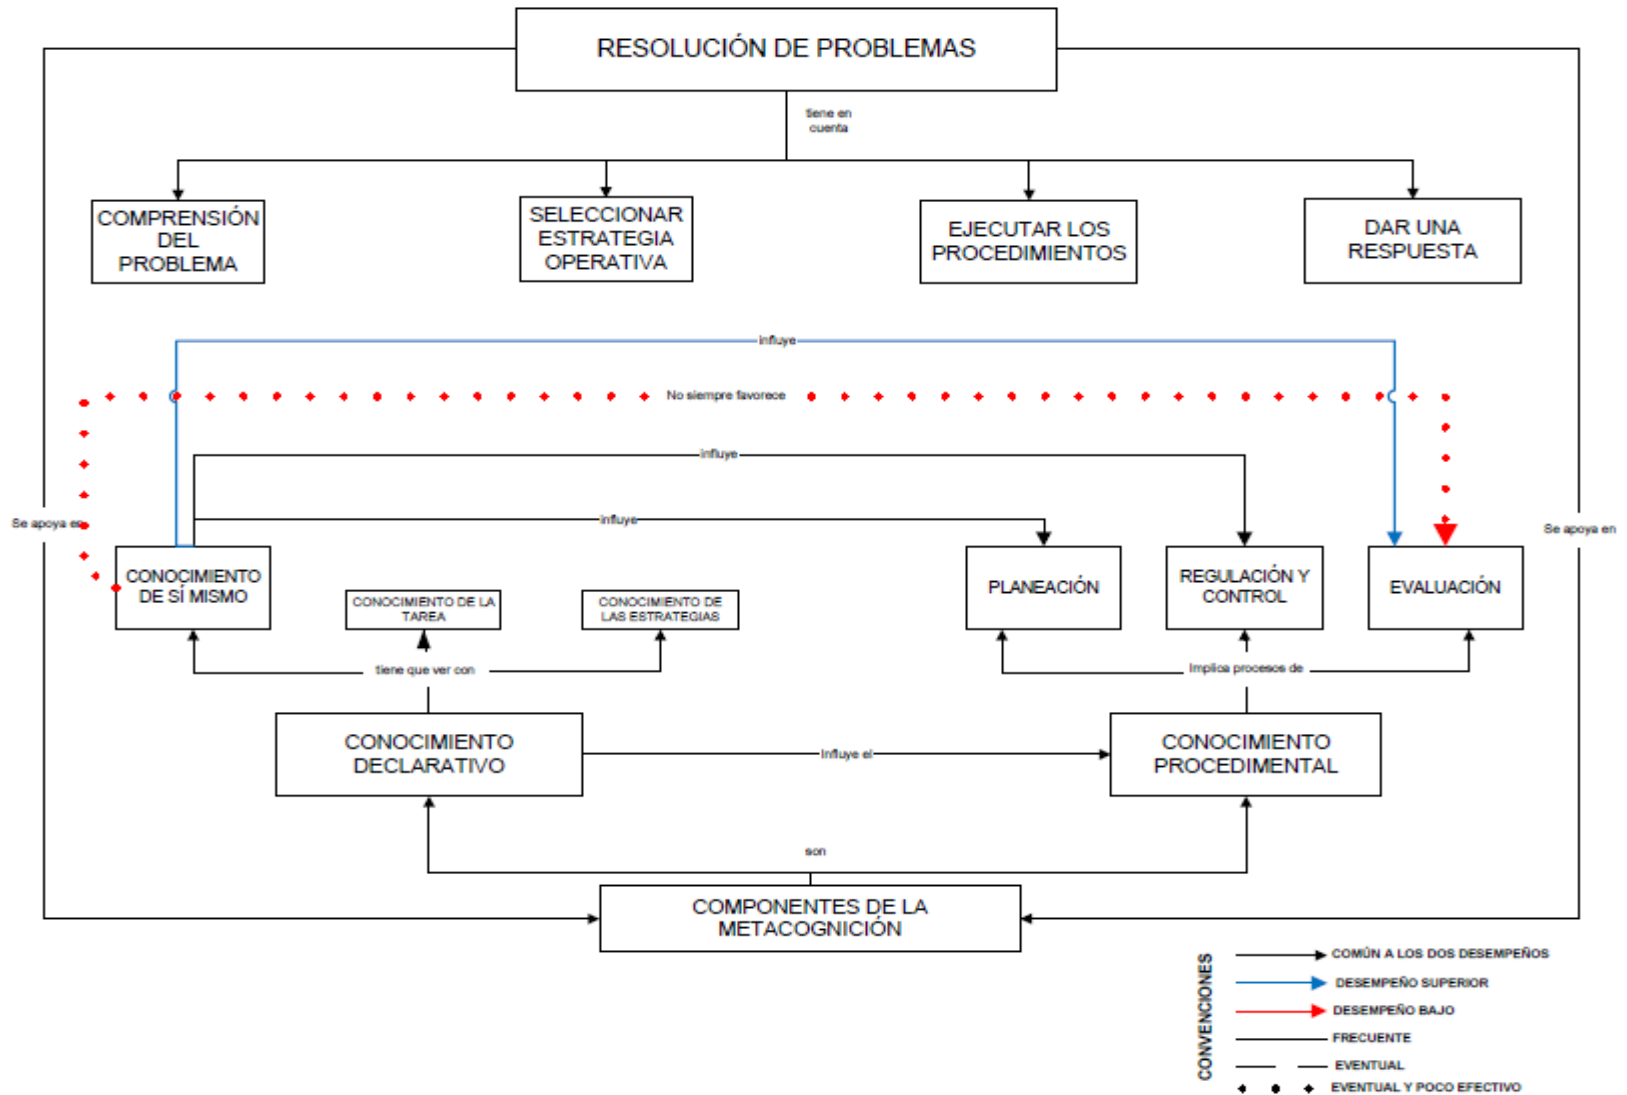 RESOLUCIÓN DE PROBLEMAS
tiene en
cuenta
COMPRENSIÓN
DEL
PROBLEMA
SELECCIONAR
ESTRATEGIA
OPERATIVA
EJECUTAR LOS
PROCEDIMIENTOS
DAR UNA
RESPUESTA
influye
No siempre favorece
influye
influye
Se apoya en
Se apoya en
CONOCIMIENTO
DE SÍ MISMO
CONOCIMIENTO DE LA
TAREA
CONOCIMIENTO DE
LAS ESTRATEGIAS
PLANEACIÓN
REGULACIÓN Y
CONTROL
EVALUACIÓN
tiene que ver con
Implica procesos de
CONOCIMIENTO
DECLARATIVO
Influye el
CONOCIMIENTO
PROCEDIMENTAL
son
COMPONENTES DE LA
METACOGNICIÓN
CONVENCIONES
COMÚN A LOS DOS DESEMPEÑOS
DESEMPEÑO SUPERIOR
DESEMPEÑO BAJO
FRECUENTE
EVENTUAL
EVENTUAL Y POCO EFECTIVO